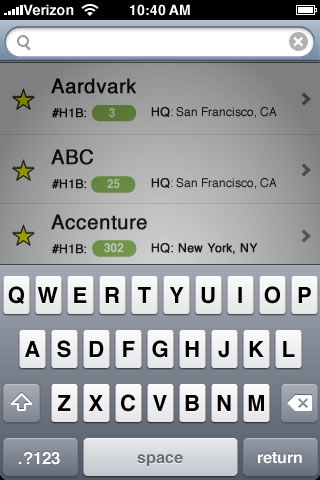 Verizon 10:40 AM
Aardvark
#H1B: 3 HQ: San Francisco, CA
ABC
#H1B: 25 HQ: San Francisco, CA
Accenture
#H1B: 302 HQ: New York, NY
Q W E R T Y U I O P
A S D F G H J K L
Z X C V B N M
.?123 space return